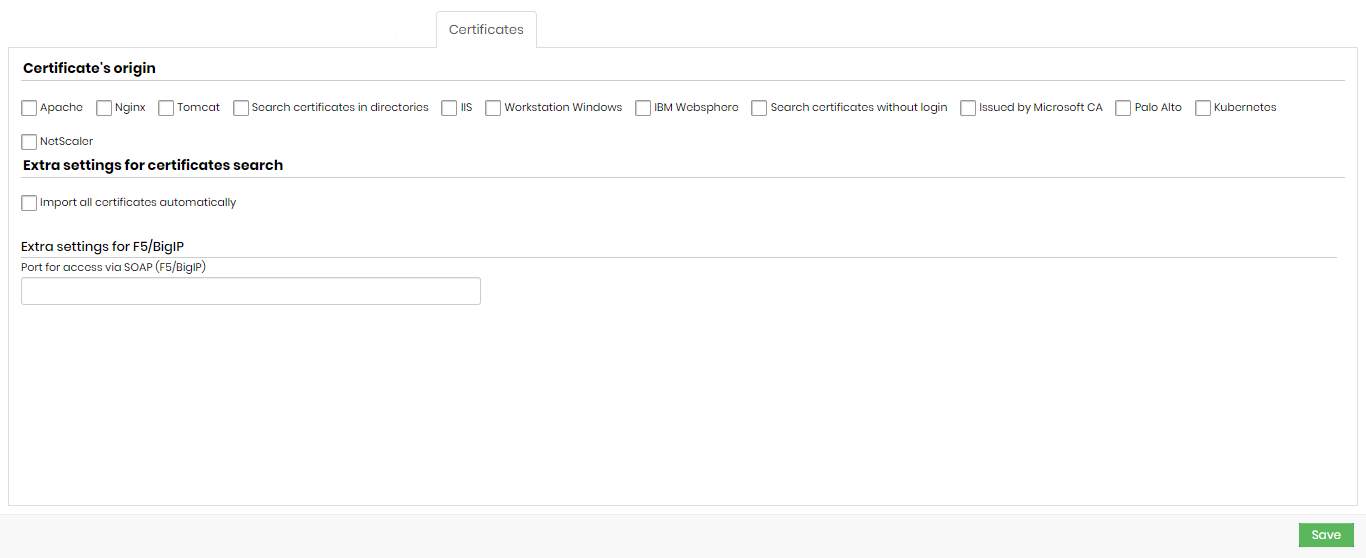 Certificates
Certificate's origin
Apache Nginx Tomcat Search certificates in directories IIS Workstation Windows IBM Websphere Search certificates without login Issued by Microsoft CA Palo Alto Kubernetes
NetScaler
Extra settings for certificates search
Import all certificates automatically
Extra settings for F5/BigIP
Port for access via SOAP (F5/BigIP)
Save